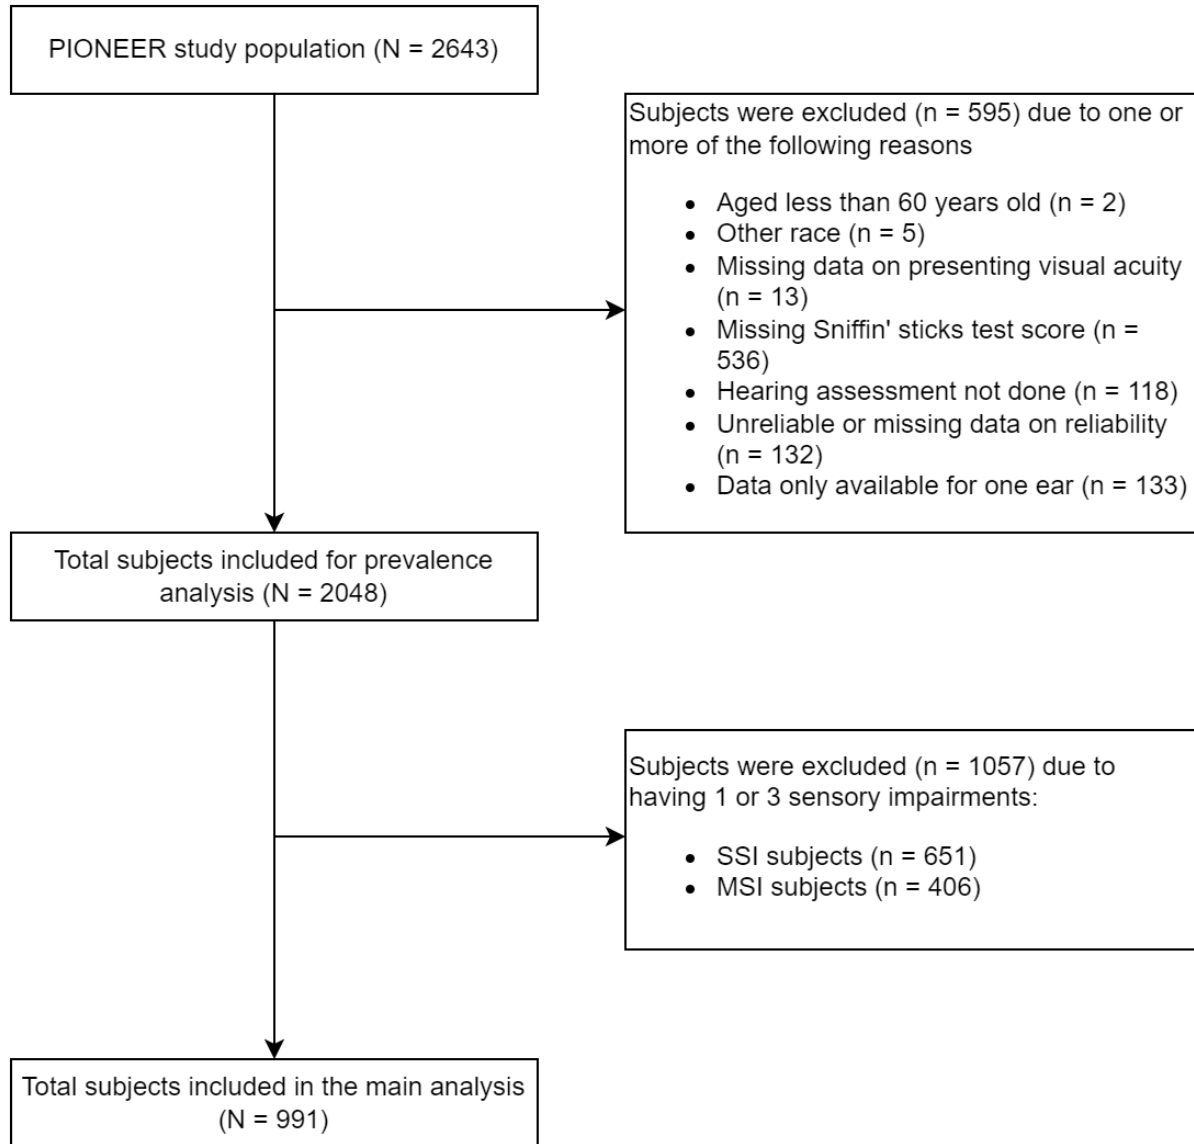 PIONEER study population (N = 2643)
Subjects were excluded (n = 595) due to one or
more of the following reasons
• Aged less than 60 years old (n = 2)
• Other race (n = 5)
• Missing data on presenting visual acuity
(n = 13)
• Missing Sniffin' sticks test score (n =
536)
• Hearing assessment not done (n = 118)
• Unreliable or missing data on reliability
(n = 132)
• Data only available for one ear (n = 133)
Total subjects included for prevalence
analysis (N = 2048)
Subjects were excluded (n = 1057) due to
having 1 or 3 sensory impairments:
• SSI subjects (n = 651)
• MSI subjects (n = 406)
Total subjects included in the main analysis
(N = 991)